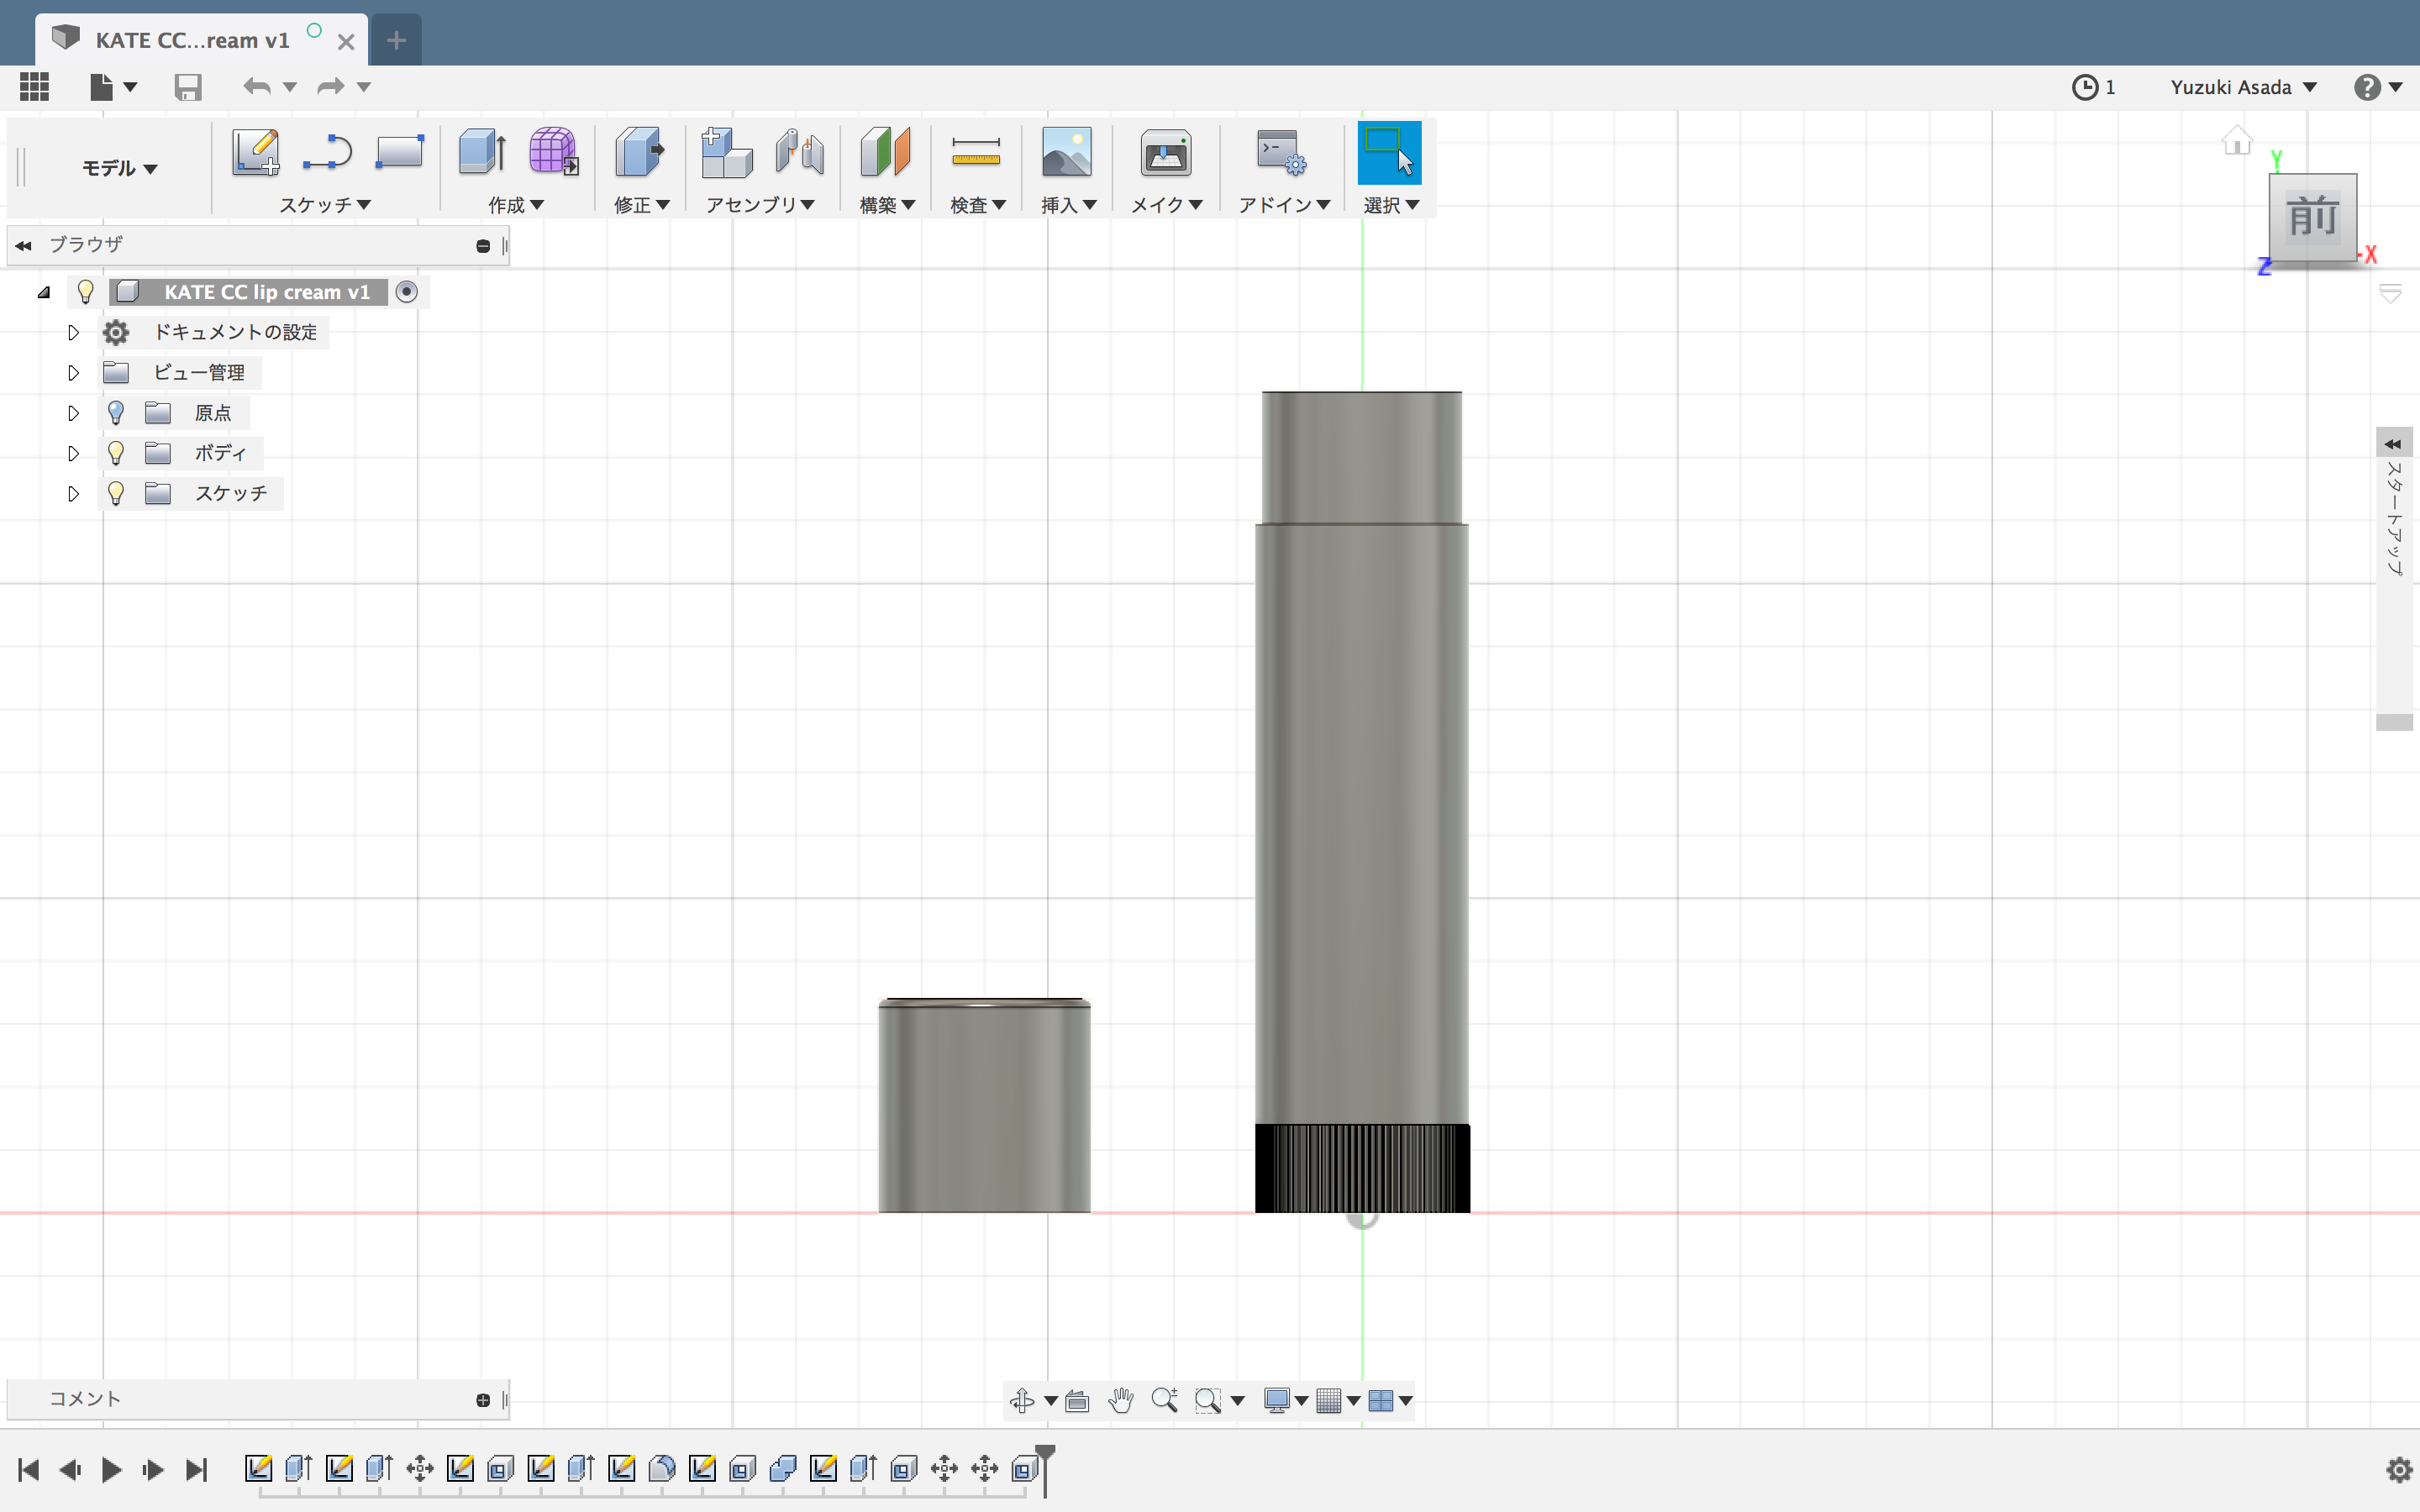 KATE CC...ream v1
1
Yuzuki Asada
モデル
スケッチ
作成
修正
アセンブリ
構築
検査
挿入
メイク
アドイン
選択
Y
前
X
Z
ブラウザ
KATE CC lip cream v1
ドキュメントの設定
ビュー管理
原点
ボディ
スケッチ
スタートアップ
コメント